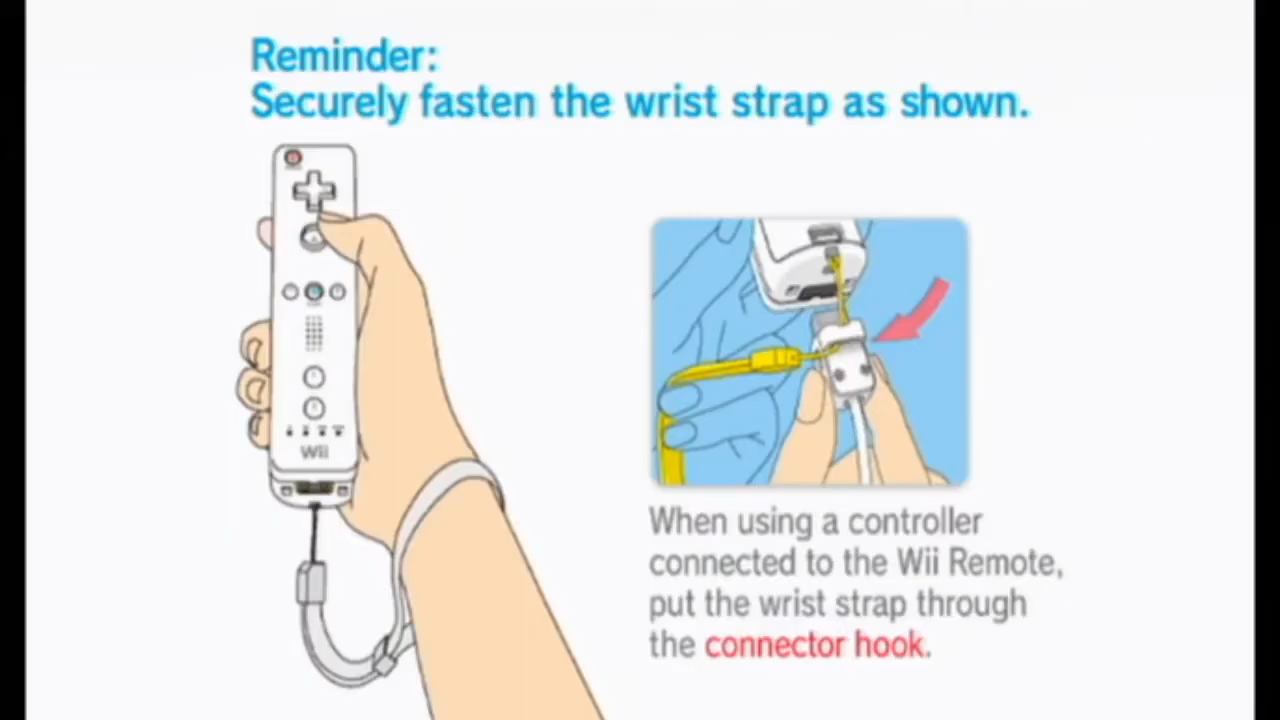 Reminder:
Securely fasten the wrist strap as shown.
Wii
When using a controller
connected to the Wii Remote,
put the wrist strap through
the connector hook.